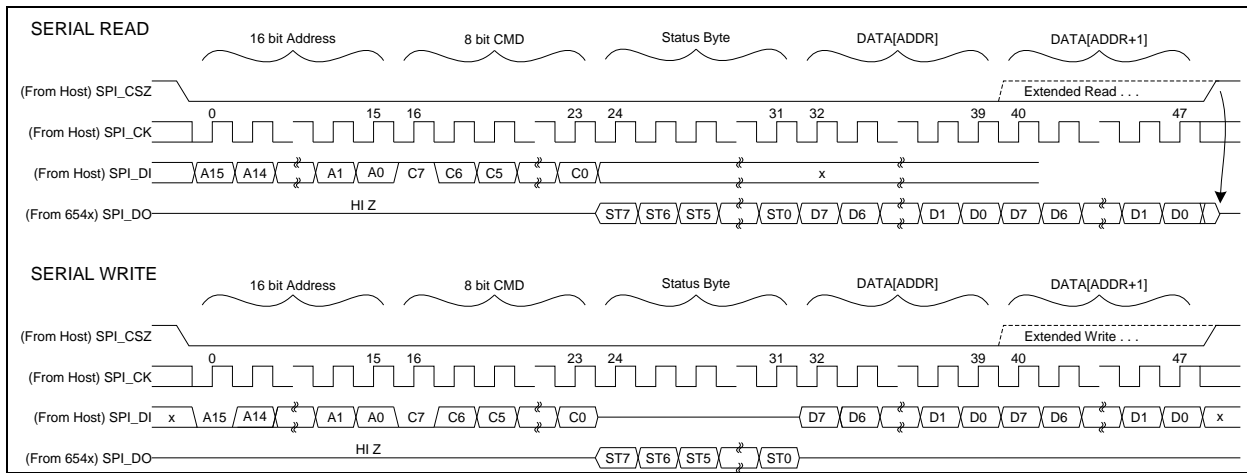 SERIAL READ
16 bit Address 8 bit CMD Status Byte DATA[ADDR] DATA[ADDR+1]
(From Host) SPI_CSZ Extended Read . . .
0 15 16 23 24 31 32 39 40 47
(From Host) SPI_CK
(From Host) SPI_DI A15 A14 A1 A0 C7 C6 C5 C0 x
HI Z
(From 654x) SPI_DO ST7 ST6 ST5 ST0 D7 D6 D1 D0 D7 D6 D1 D0
SERIAL WRITE
16 bit Address 8 bit CMD Status Byte DATA[ADDR] DATA[ADDR+1]
(From Host) SPI_CSZ Extended Write . . .
0 15 16 23 24 31 32 39 40 47
(From Host) SPI_CK
(From Host) SPI_DI x A15 A14 A1 A0 C7 C6 C5 C0 D7 D6 D1 D0 D7 D6 D1 D0 x
HI Z
(From 654x) SPI_DO ST7 ST6 ST5 ST0